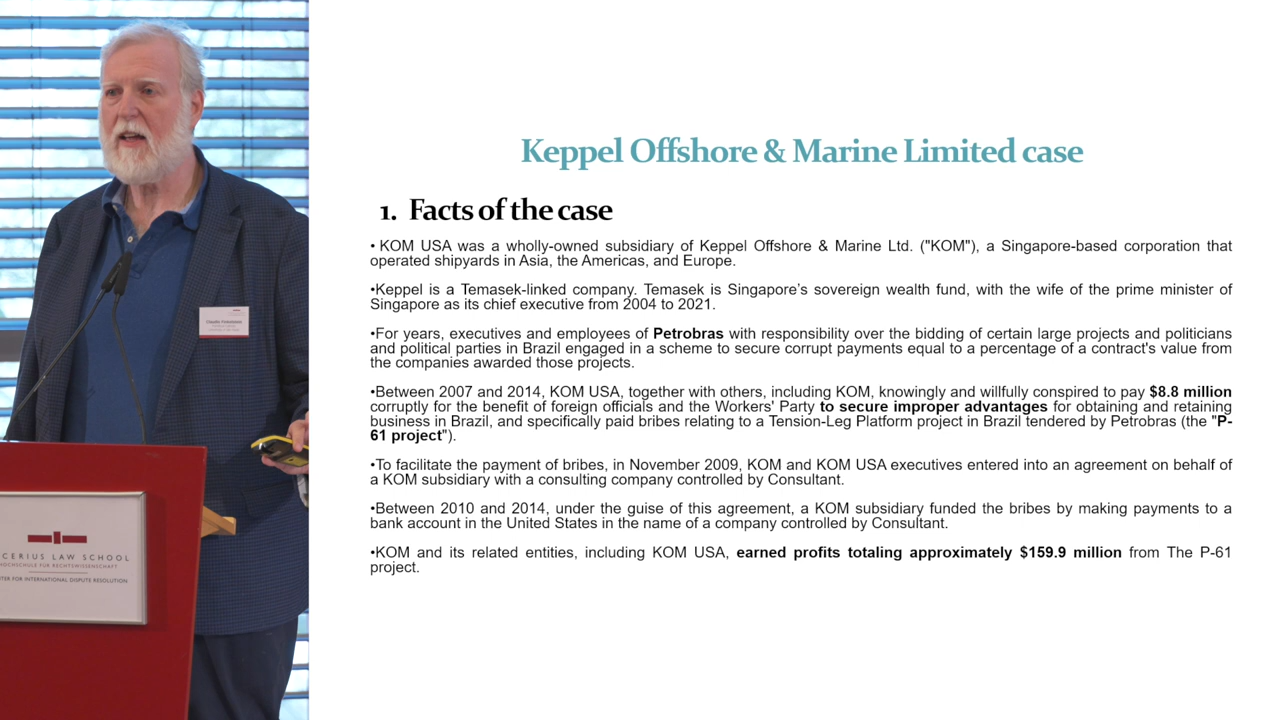 Keppel Offshore & Marine Limited case
1. Facts of the case
• KOM USA was a wholly-owned subsidiary of Keppel Offshore & Marine Ltd. ("KOM"), a Singapore-based corporation that
operated shipyards in Asia, the Americas, and Europe.
•Keppel is a Temasek-linked company. Temasek is Singapore’s sovereign wealth fund, with the wife of the prime minister of
Singapore as its chief executive from 2004 to 2021.
•For years, executives and employees of Petrobras with responsibility over the bidding of certain large projects and politicians
and political parties in Brazil engaged in a scheme to secure corrupt payments equal to a percentage of a contract's value from
the companies awarded those projects.
•Between 2007 and 2014, KOM USA, together with others, including KOM, knowingly and willfully conspired to pay $8.8 million
corruptly for the benefit of foreign officials and the Workers' Party to secure improper advantages for obtaining and retaining
business in Brazil, and specifically paid bribes relating to a Tension-Leg Platform project in Brazil tendered by Petrobras (the "P-
61 project").
•To facilitate the payment of bribes, in November 2009, KOM and KOM USA executives entered into an agreement on behalf of
a KOM subsidiary with a consulting company controlled by Consultant.
•Between 2010 and 2014, under the guise of this agreement, a KOM subsidiary funded the bribes by making payments to a
bank account in the United States in the name of a company controlled by Consultant.
•KOM and its related entities, including KOM USA, earned profits totaling approximately $159.9 million from The P-61
project.
CERIUS LAW SCHOOL
HOCHSCHULE FÜR RECHTSWISSENSCHAFT
TER FOR INTERNATIONAL DISPUTE RESOLUTION